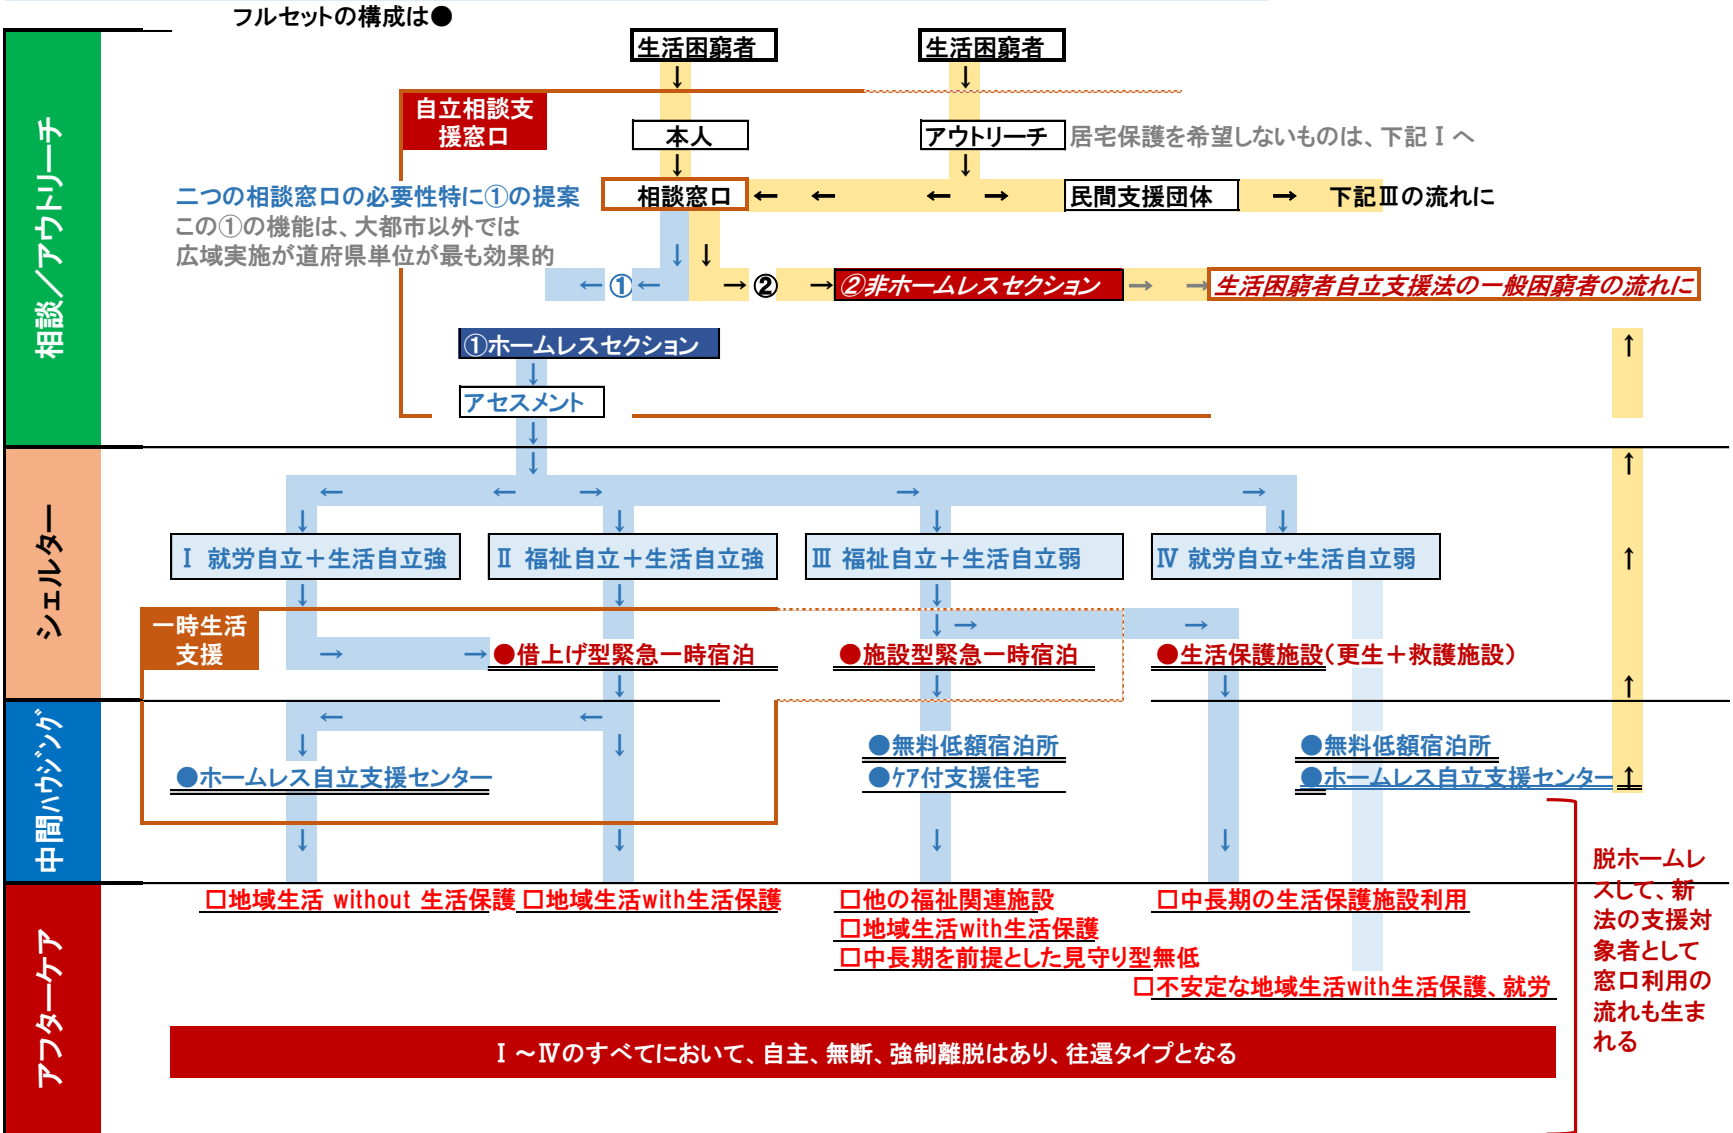 フルセットの構成は●
生活困窮者
生活困窮者
↓
↓
自立相談支
援窓口
本人
アウトリーチ
居宅保護を希望しないものは、下記Ⅰへ
↓
↓
二つの相談窓口の必要性特に①の提案
相談窓口
← ← ← →
民間支援団体
→
下記Ⅲの流れに
この①の機能は、大都市以外では
広域実施が道府県単位が最も効果的
↓ ↓
← ① ←
→ ② →
②非ホームレスセクション
→ →
生活困窮者自立支援法の一般困窮者の流れに
①ホームレスセクション
↑
↓
アセスメント
↓
相談／アウトリーチ
↓
↑
← ← → → →
↓ ↓ ↓ ↓
Ⅰ 就労自立＋生活自立強
Ⅱ 福祉自立＋生活自立強
Ⅲ 福祉自立＋生活自立弱
Ⅳ 就労自立+生活自立弱
↑
↓ ↓ ↓
シェルター
一時生活
支援
↓ → →
→ →
●借上げ型緊急一時宿泊
●施設型緊急一時宿泊
●生活保護施設（更生＋救護施設）
↓ ↓ ↓ ↑
← ←
↓ ↓
●無料低額宿泊所
●無料低額宿泊所
●ホームレス自立支援センター
●ｹｱ付支援住宅
●ホームレス自立支援センター
↑
中間ハウジング
↓ ↓ ↓ ↓
脱ホームレ
スして、新
法の支援対
象者として
窓口利用の
流れも生ま
れる
□地域生活 without 生活保護
□地域生活with生活保護
□他の福祉関連施設
□中長期の生活保護施設利用
□地域生活with生活保護
□中長期を前提とした見守り型無低
□不安定な地域生活with生活保護、就労
アフターケア
Ⅰ～Ⅳのすべてにおいて、自主、無断、強制離脱はあり、往還タイプとなる